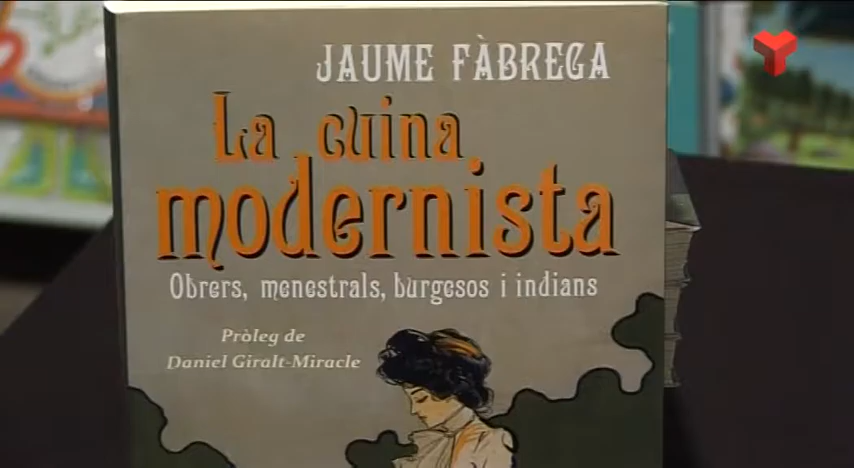 JAUME FÀBREGA
La cuina
modernista
Obrers, menestrals, burgesos i indians
Pròleg de
Daniel Giralt-Miracle